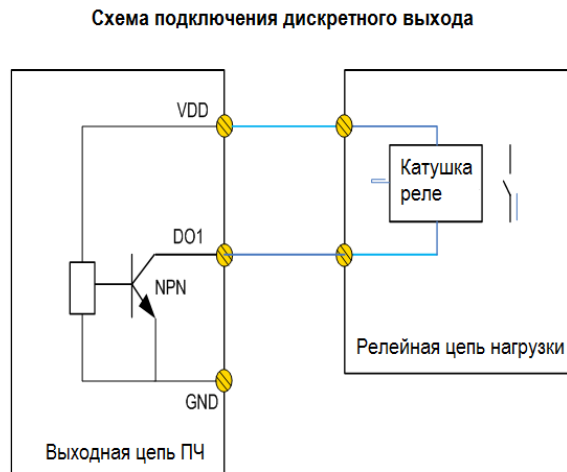 Схема подключения дискретного выхода
VDD
Катушка
реле
DO1
NPN
Релейная цепь нагрузки
GND
Выходная цепь ПЧ